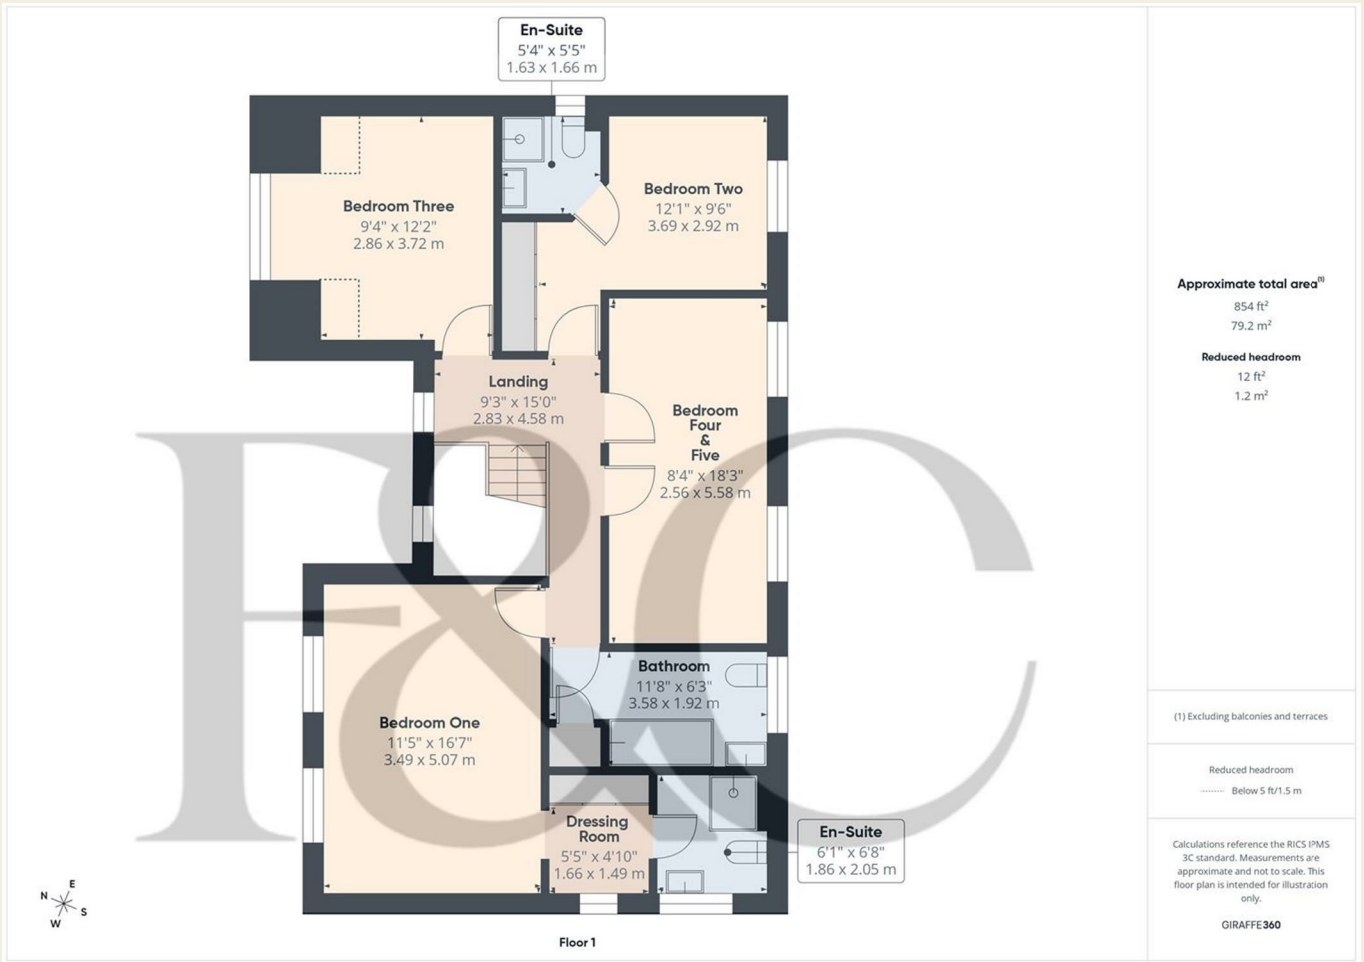 En-Suite
5'4" x 5'5"
1.63 x 1.66 m
Bedroom Two
12'1" x 9'6"
3.69 x 2.92 m
Bedroom Three
9'4" x 12'2"
2.86 x 3.72 m
Landing
9'3" x 15'0"
2.83 x 4.58 m
Bedroom
Four
&
Five
8'4" x 18'3"
2.56 x 5.58 m
Bathroom
11'8" x 6'3"
3.58 x 1.92 m
Bedroom One
11'5" x 16'7"
3.49 x 5.07 m
Dressing
Room
5'5" x 4'10"
1.66 x 1.49 m
En-Suite
6'1" x 6'8"
1.86 x 2.05 m
F&C
N E
S W
Floor 1
Approximate total area(1)
854 ft²
79.2 m²
Reduced headroom
12 ft²
1.2 m²
(1) Excluding balconies and terraces
Reduced headroom
Below 5 ft/1.5 m
Calculations reference the RICS IPMS
3C standard. Measurements are
approximate and not to scale. This
floor plan is intended for illustration
only.
GIRAFFE360